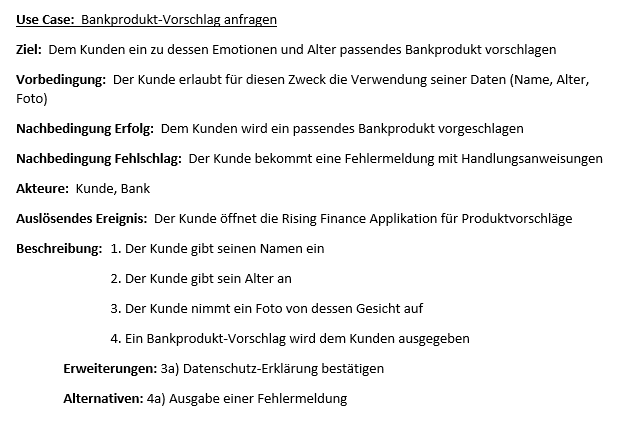 Use Case: Bankprodukt-Vorschlag anfragen
Ziel: Dem Kunden ein zu dessen Emotionen und Alter passendes Bankprodukt vorschlagen
Vorbedingung: Der Kunde erlaubt für diesen Zweck die Verwendung seiner Daten (Name, Alter,
Foto)
Nachbedingung Erfolg: Dem Kunden wird ein passendes Bankprodukt vorgeschlagen
Nachbedingung Fehlschlag: Der Kunde bekommt eine Fehlermeldung mit Handlungsanweisungen
Akteure: Kunde, Bank
Auslösendes Ereignis: Der Kunde öffnet die Rising Finance Applikation für Produktvorschläge
Beschreibung: 1. Der Kunde gibt seinen Namen ein
2. Der Kunde gibt sein Alter an
3. Der Kunde nimmt ein Foto von dessen Gesicht auf
4. Ein Bankprodukt-Vorschlag wird dem Kunden ausgegeben
Erweiterungen: 3a) Datenschutz-Erklärung bestätigen
Alternativen: 4a) Ausgabe einer Fehlermeldung